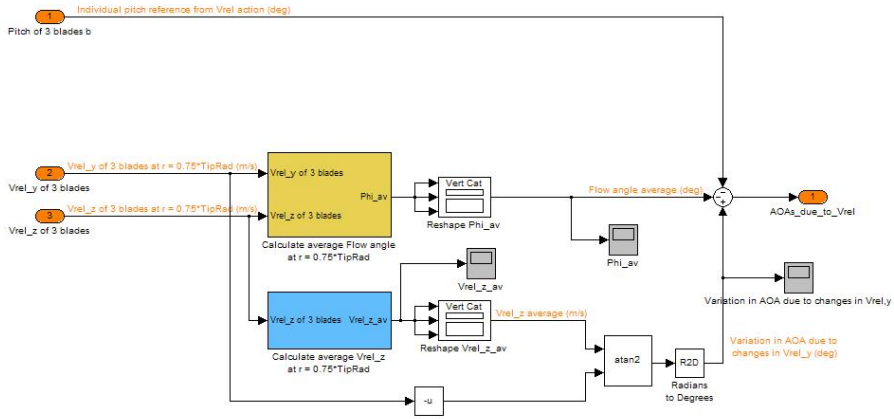 Individual pitch reference from Vrel action (deg)
1
Pitch of 3 blades b
Vrel_y of 3 blades at r = 0.75*TipRad (m/s)
2
Vrel_y of 3 blades
Vrel_z of 3 blades at r = 0.75*TipRad (m/s)
3
Vrel_z of 3 blades
Vrel_y of 3 blades
Phi_av
Vrel_z of 3 blades
Calculate average Flow angle
at r = 0.75*TipRad
Vert Cat
Reshape Phi_av
Flow angle average (deg)
Phi_av
1
AOAs_due_to_Vrel
Vrel_z_av
Variation in AOA due to changes in Vrel,y
Vrel_z of 3 blades Vrel_z_av
Calculate average Vrel_z
at r = 0.75*TipRad
Vert Cat
Reshape Vrel_z_av
Vrel_z average (m/s)
atan2
R2D
Radians
to Degrees
Variation in AOA due to
changes in Vrel_y (deg)
-u